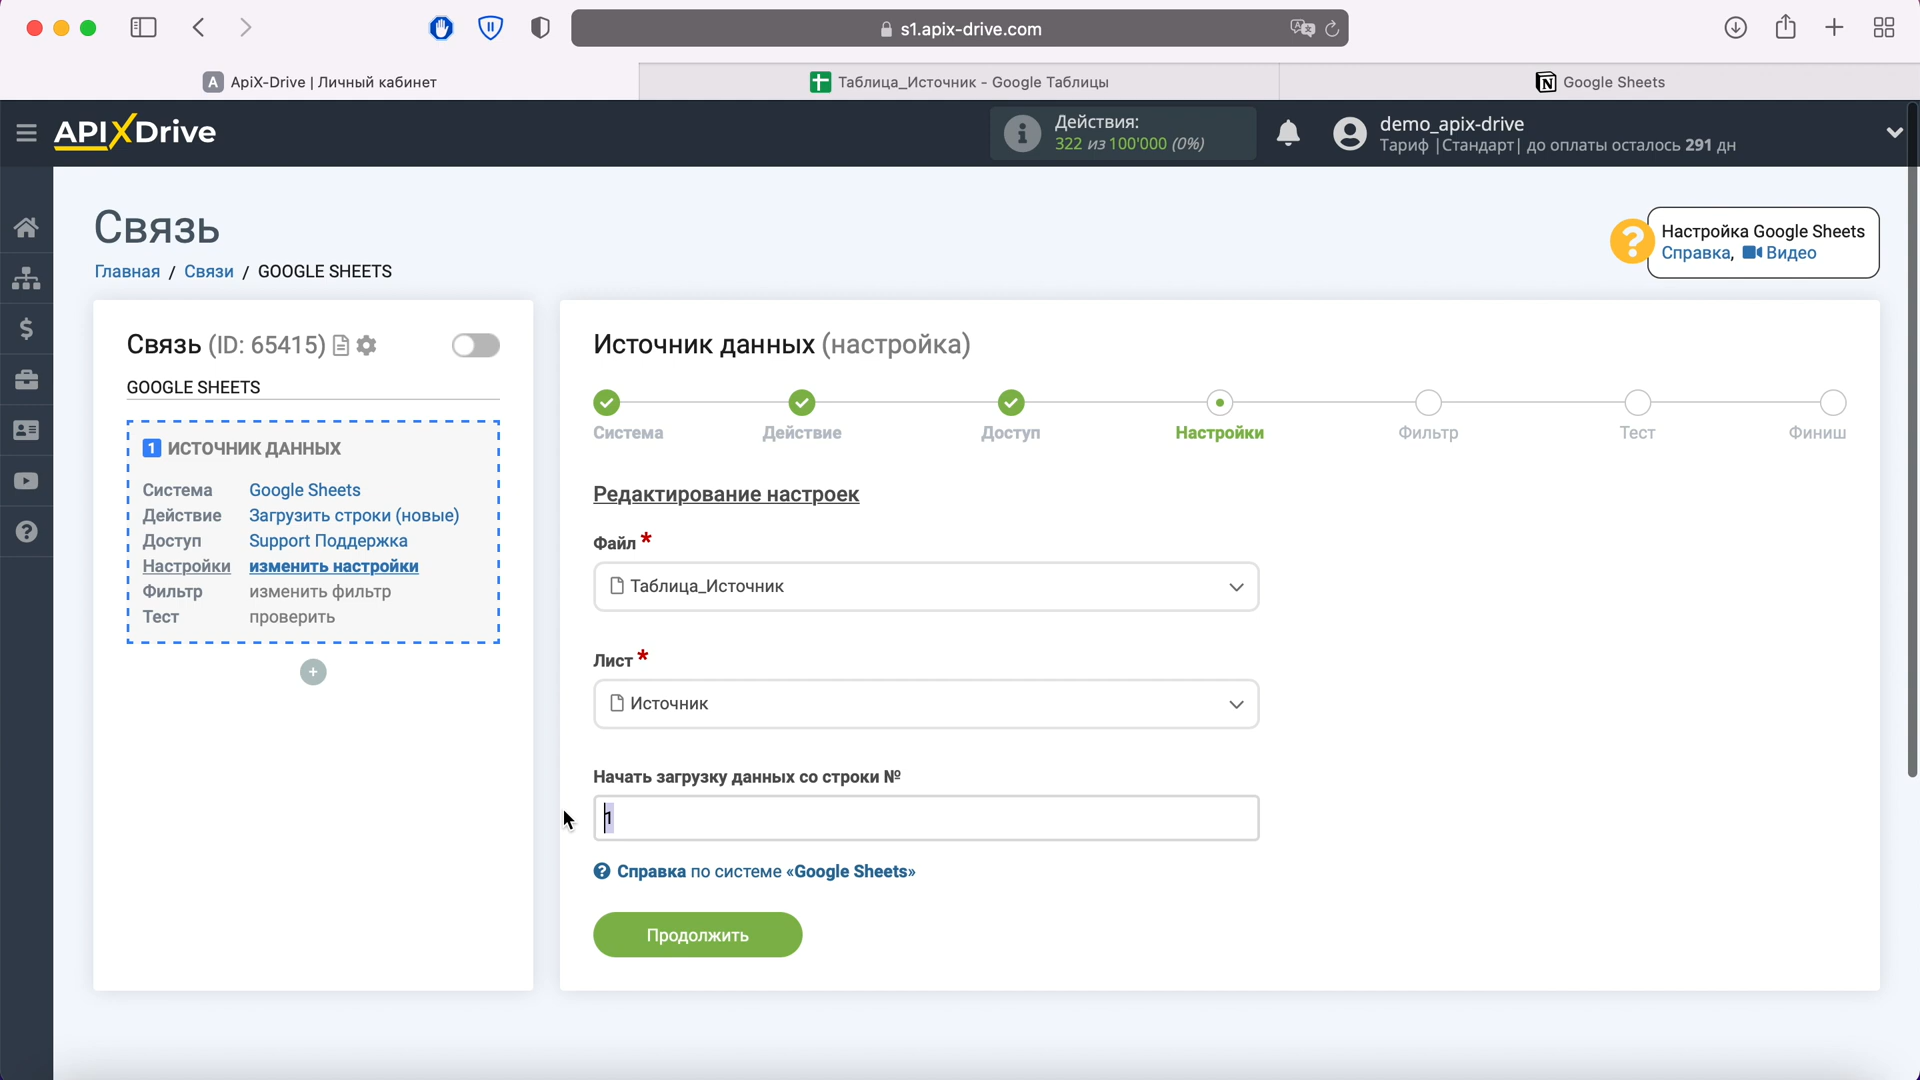 s1.apix-drive.com
A ApiX-Drive | Личный кабинет
Таблица_Источник - Google Таблицы
Google Sheets
APIXDrive
Действия:
322 из 100'000 (0%)
demo_apix-drive
Тариф |Стандарт| до оплаты осталось 291 дн
Связь
Главная / Связи / GOOGLE SHEETS
Настройка Google Sheets
Справка, Видео
Связь (ID: 65415)
GOOGLE SHEETS
1 ИСТОЧНИК ДАННЫХ
Система Google Sheets
Действие Загрузить строки (новые)
Доступ Support Поддержка
Настройки изменить настройки
Фильтр изменить фильтр
Тест проверить
Источник данных (настройка)
Система Действие Доступ Настройки Фильтр Тест Финиш
Редактирование настроек
Файл *
Таблица_Источник
Лист *
Источник
Начать загрузку данных со строки №
1
Справка по системе «Google Sheets»
Продолжить